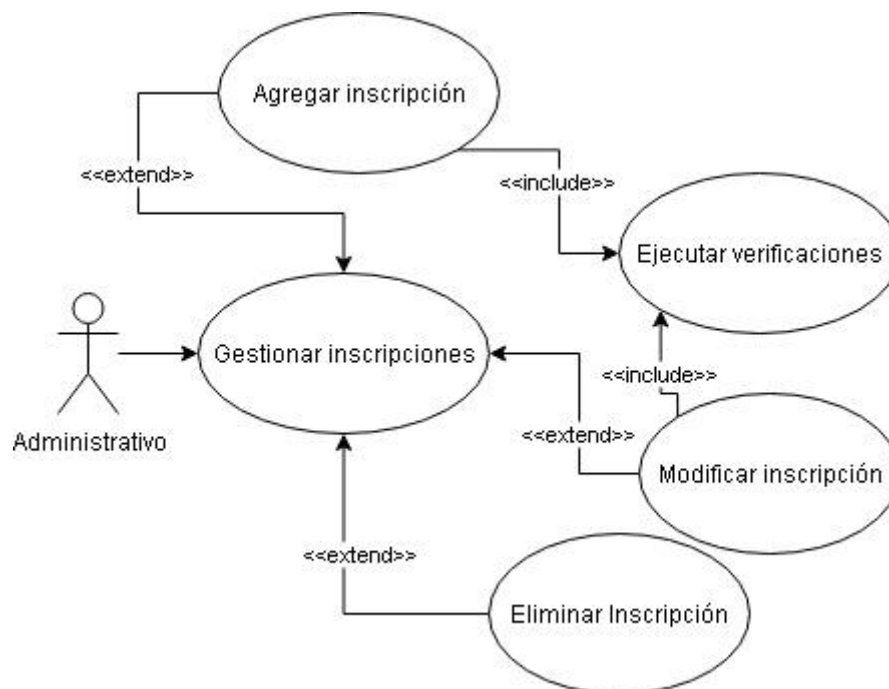 Agregar inscripción
<<extend>>
<<include>>
Ejecutar verificaciones
Gestionar inscripciones
<<include>>
<<extend>>
Administrativo
Modificar inscripción
<<extend>>
Eliminar Inscripción